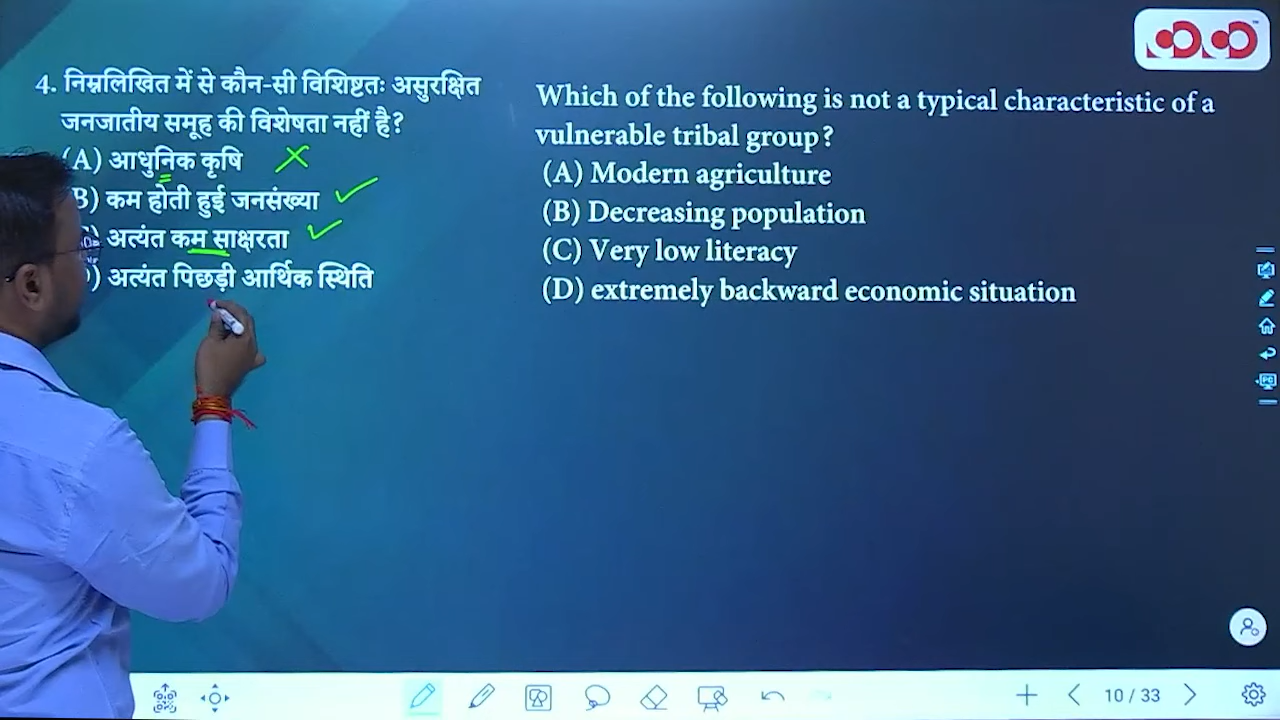 4. निम्नलिखित में से कौन-सी विशिष्टतः असुरक्षित
जनजातीय समूह की विशेषता नहीं है?
(A) आधुनिक कृषि
B) कम होती हुई जनसंख्या
) अत्यंत कम साक्षरता
) अत्यंत पिछड़ी आर्थिक स्थिति
Which of the following is not a typical characteristic of a
vulnerable tribal group?
(A) Modern agriculture
(B) Decreasing population
(C) Very low literacy
(D) extremely backward economic situation
10 / 33